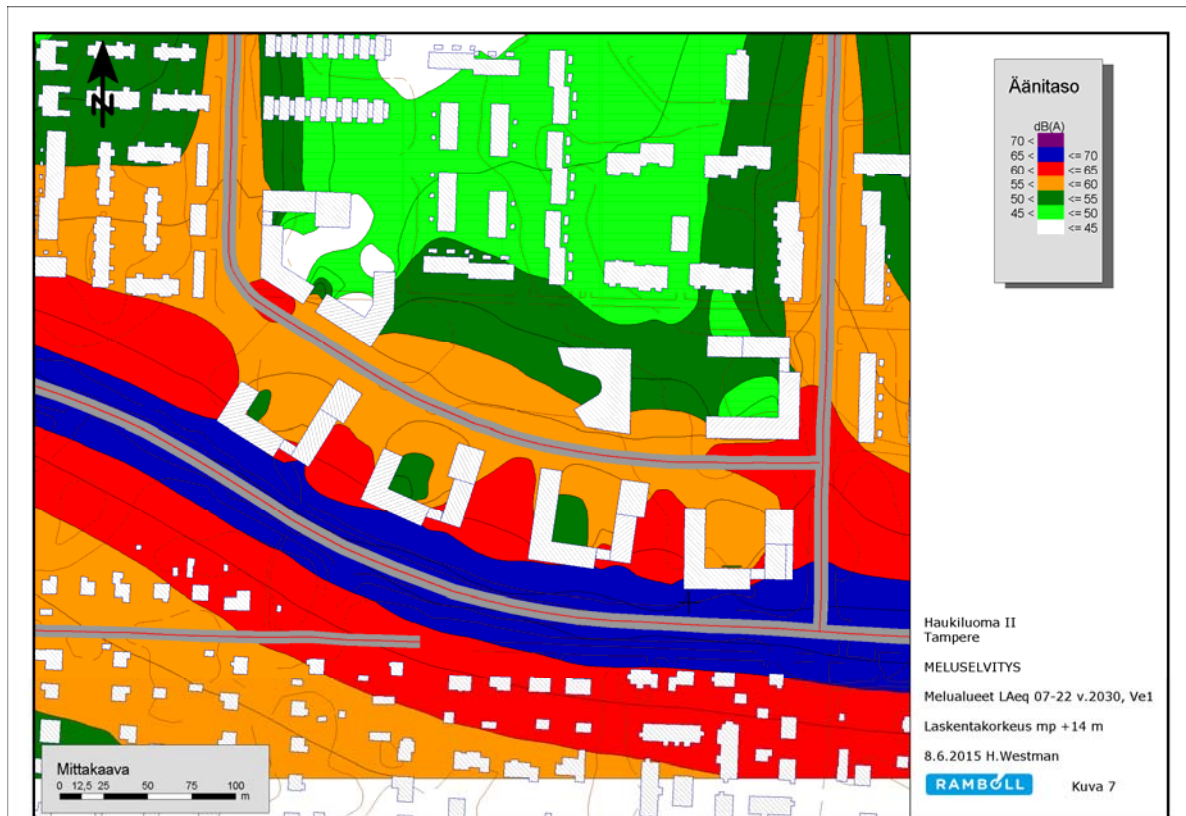 N
Äänitaso
dB(A)
70 <
65 < <= 70
60 < <= 65
55 < <= 60
50 < <= 55
45 < <= 50
<= 45
Haukiluoma II
Tampere
MELUSELVITYS
Melualueet LAeq 07-22 v.2030, Ve1
Laskentakorkeus mp +14 m
8.6.2015 H.Westman
RAMBOLL Kuva 7
Mittakaava
0 12,5 25 50 75 100
m